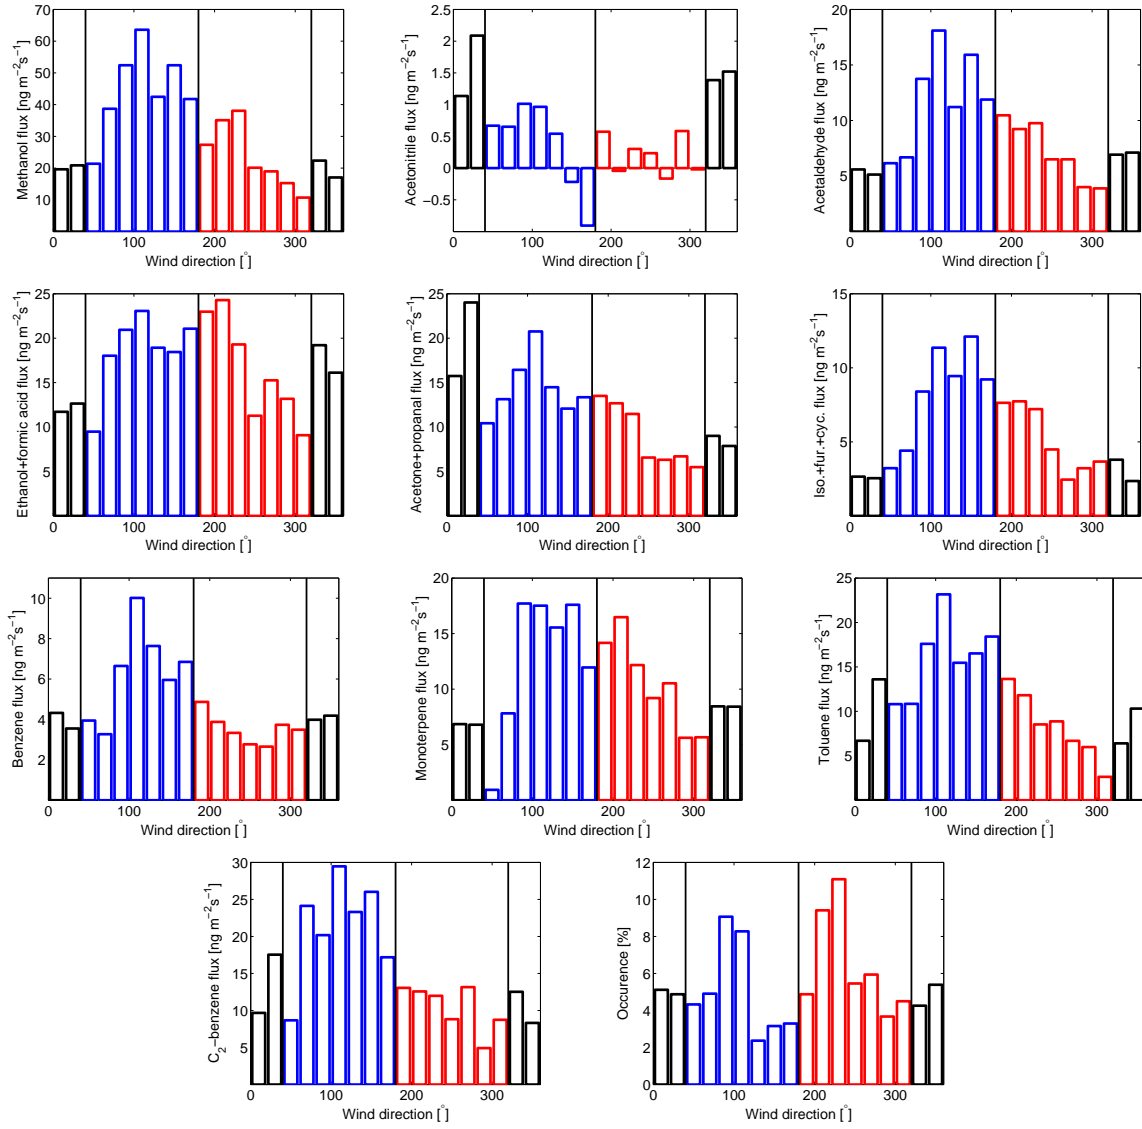 Methanol flux [ng m−2s−1]
70
60
50
40
30
20
10
0 100 200 300
Wind direction [°]
Acetonitrile flux [ng m−2s−1]
2.5
2
1.5
1
0.5
0
−0.5
0 100 200 300
Wind direction [°]
Acetaldehyde flux [ng m−2s−1]
20
15
10
5
0 100 200 300
Wind direction [°]
Ethanol+formic acid flux [ng m−2s−1]
25
20
15
10
5
0 100 200 300
Wind direction [°]
Acetone+propanal flux [ng m−2s−1]
25
20
15
10
5
0 100 200 300
Wind direction [°]
Iso.+fur.+cyc. flux [ng m−2s−1]
15
10
5
0 100 200 300
Wind direction [°]
Benzene flux [ng m−2s−1]
10
8
6
4
2
0 100 200 300
Wind direction [°]
Monoterpene flux [ng m−2s−1]
20
15
10
5
0 100 200 300
Wind direction [°]
Toluene flux [ng m−2s−1]
25
20
15
10
5
0 100 200 300
Wind direction [°]
C2−benzene flux [ng m−2s−1]
30
25
20
15
10
5
0 100 200 300
Wind direction [°]
Occurence [%]
12
10
8
6
4
2
0
0 100 200 300
Wind direction [°]